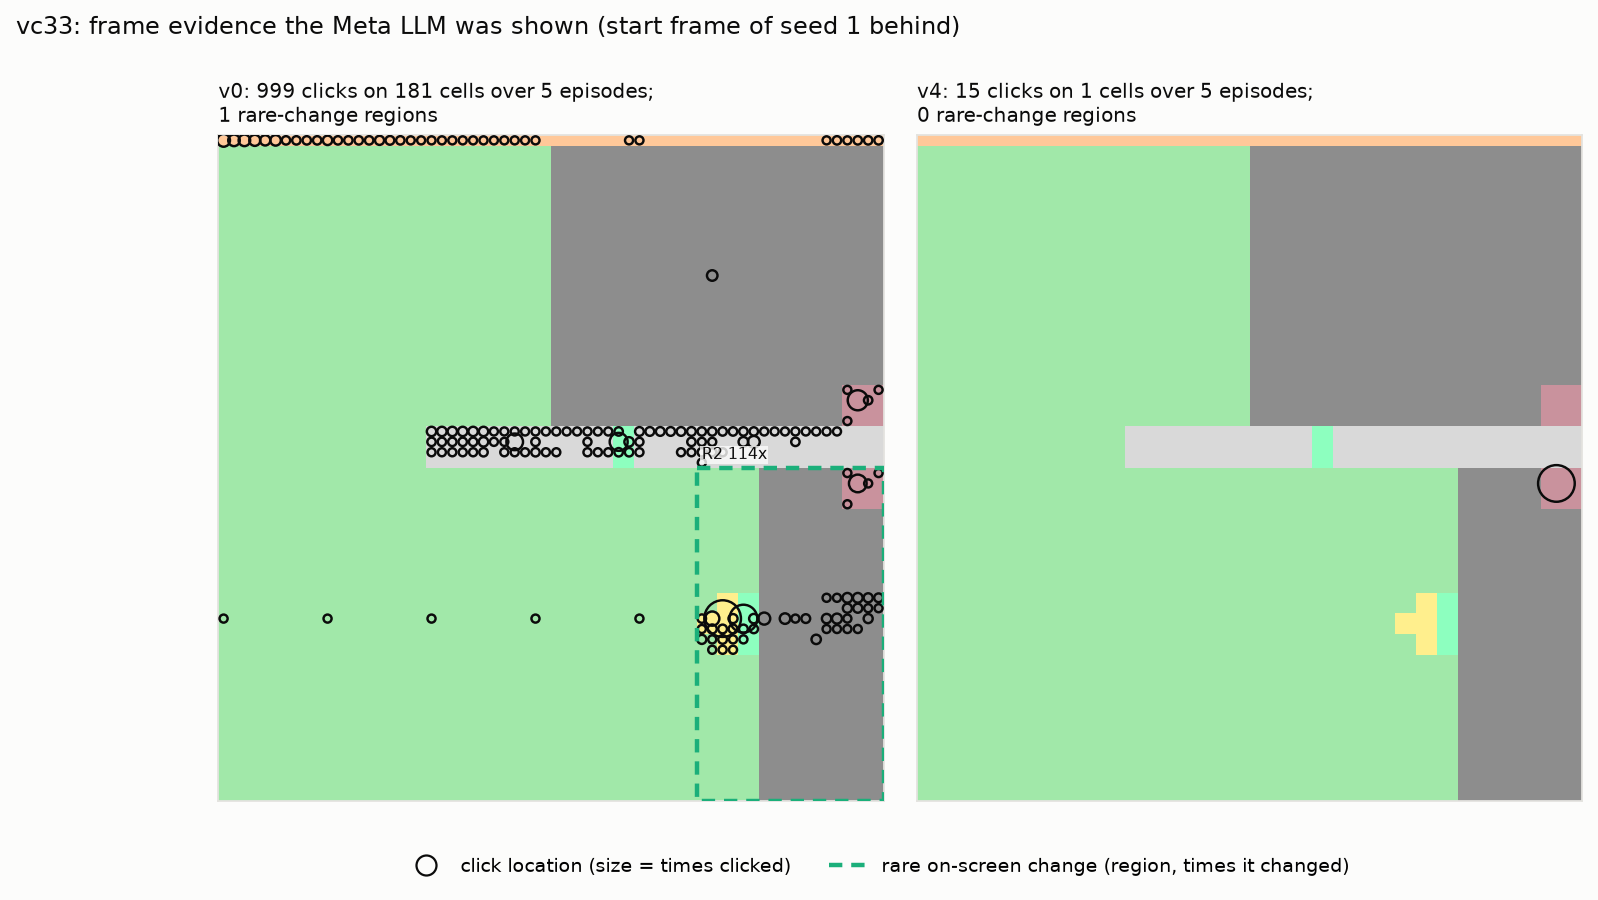 vc33: frame evidence the Meta LLM was shown (start frame of seed 1 behind)
v0: 999 clicks on 181 cells over 5 episodes;
1 rare-change regions
v4: 15 clicks on 1 cells over 5 episodes;
0 rare-change regions
R2 114x
click location (size = times clicked)
rare on-screen change (region, times it changed)